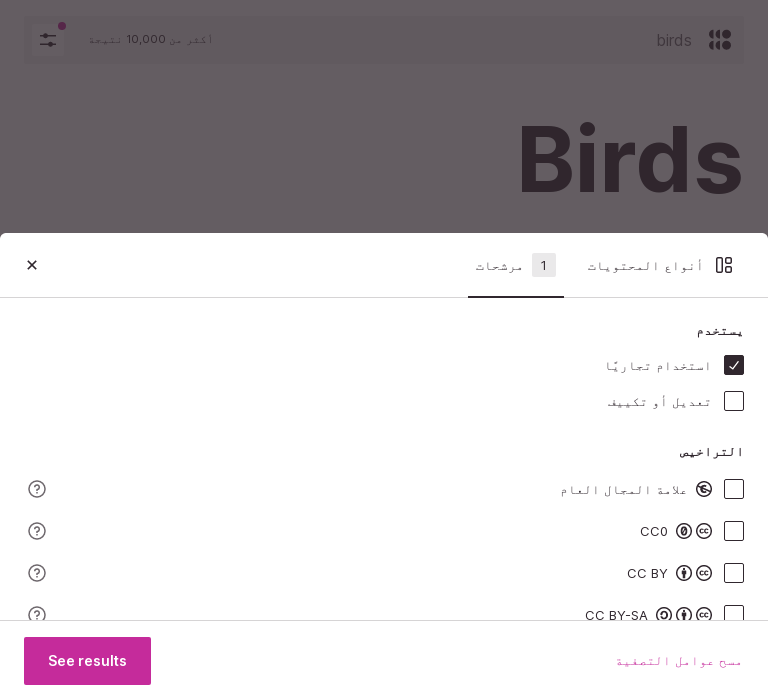 birds
أكثر من 10,000 نتيجة
Birds
أنواع المحتويات
1 مرشحات
يستخدم
استخدام تجاريًا
تعديل أو تكييف
التراخيص
علامة المجال العام
CC0
CC BY
CC BY-SA
مسح عوامل التصفية
See results